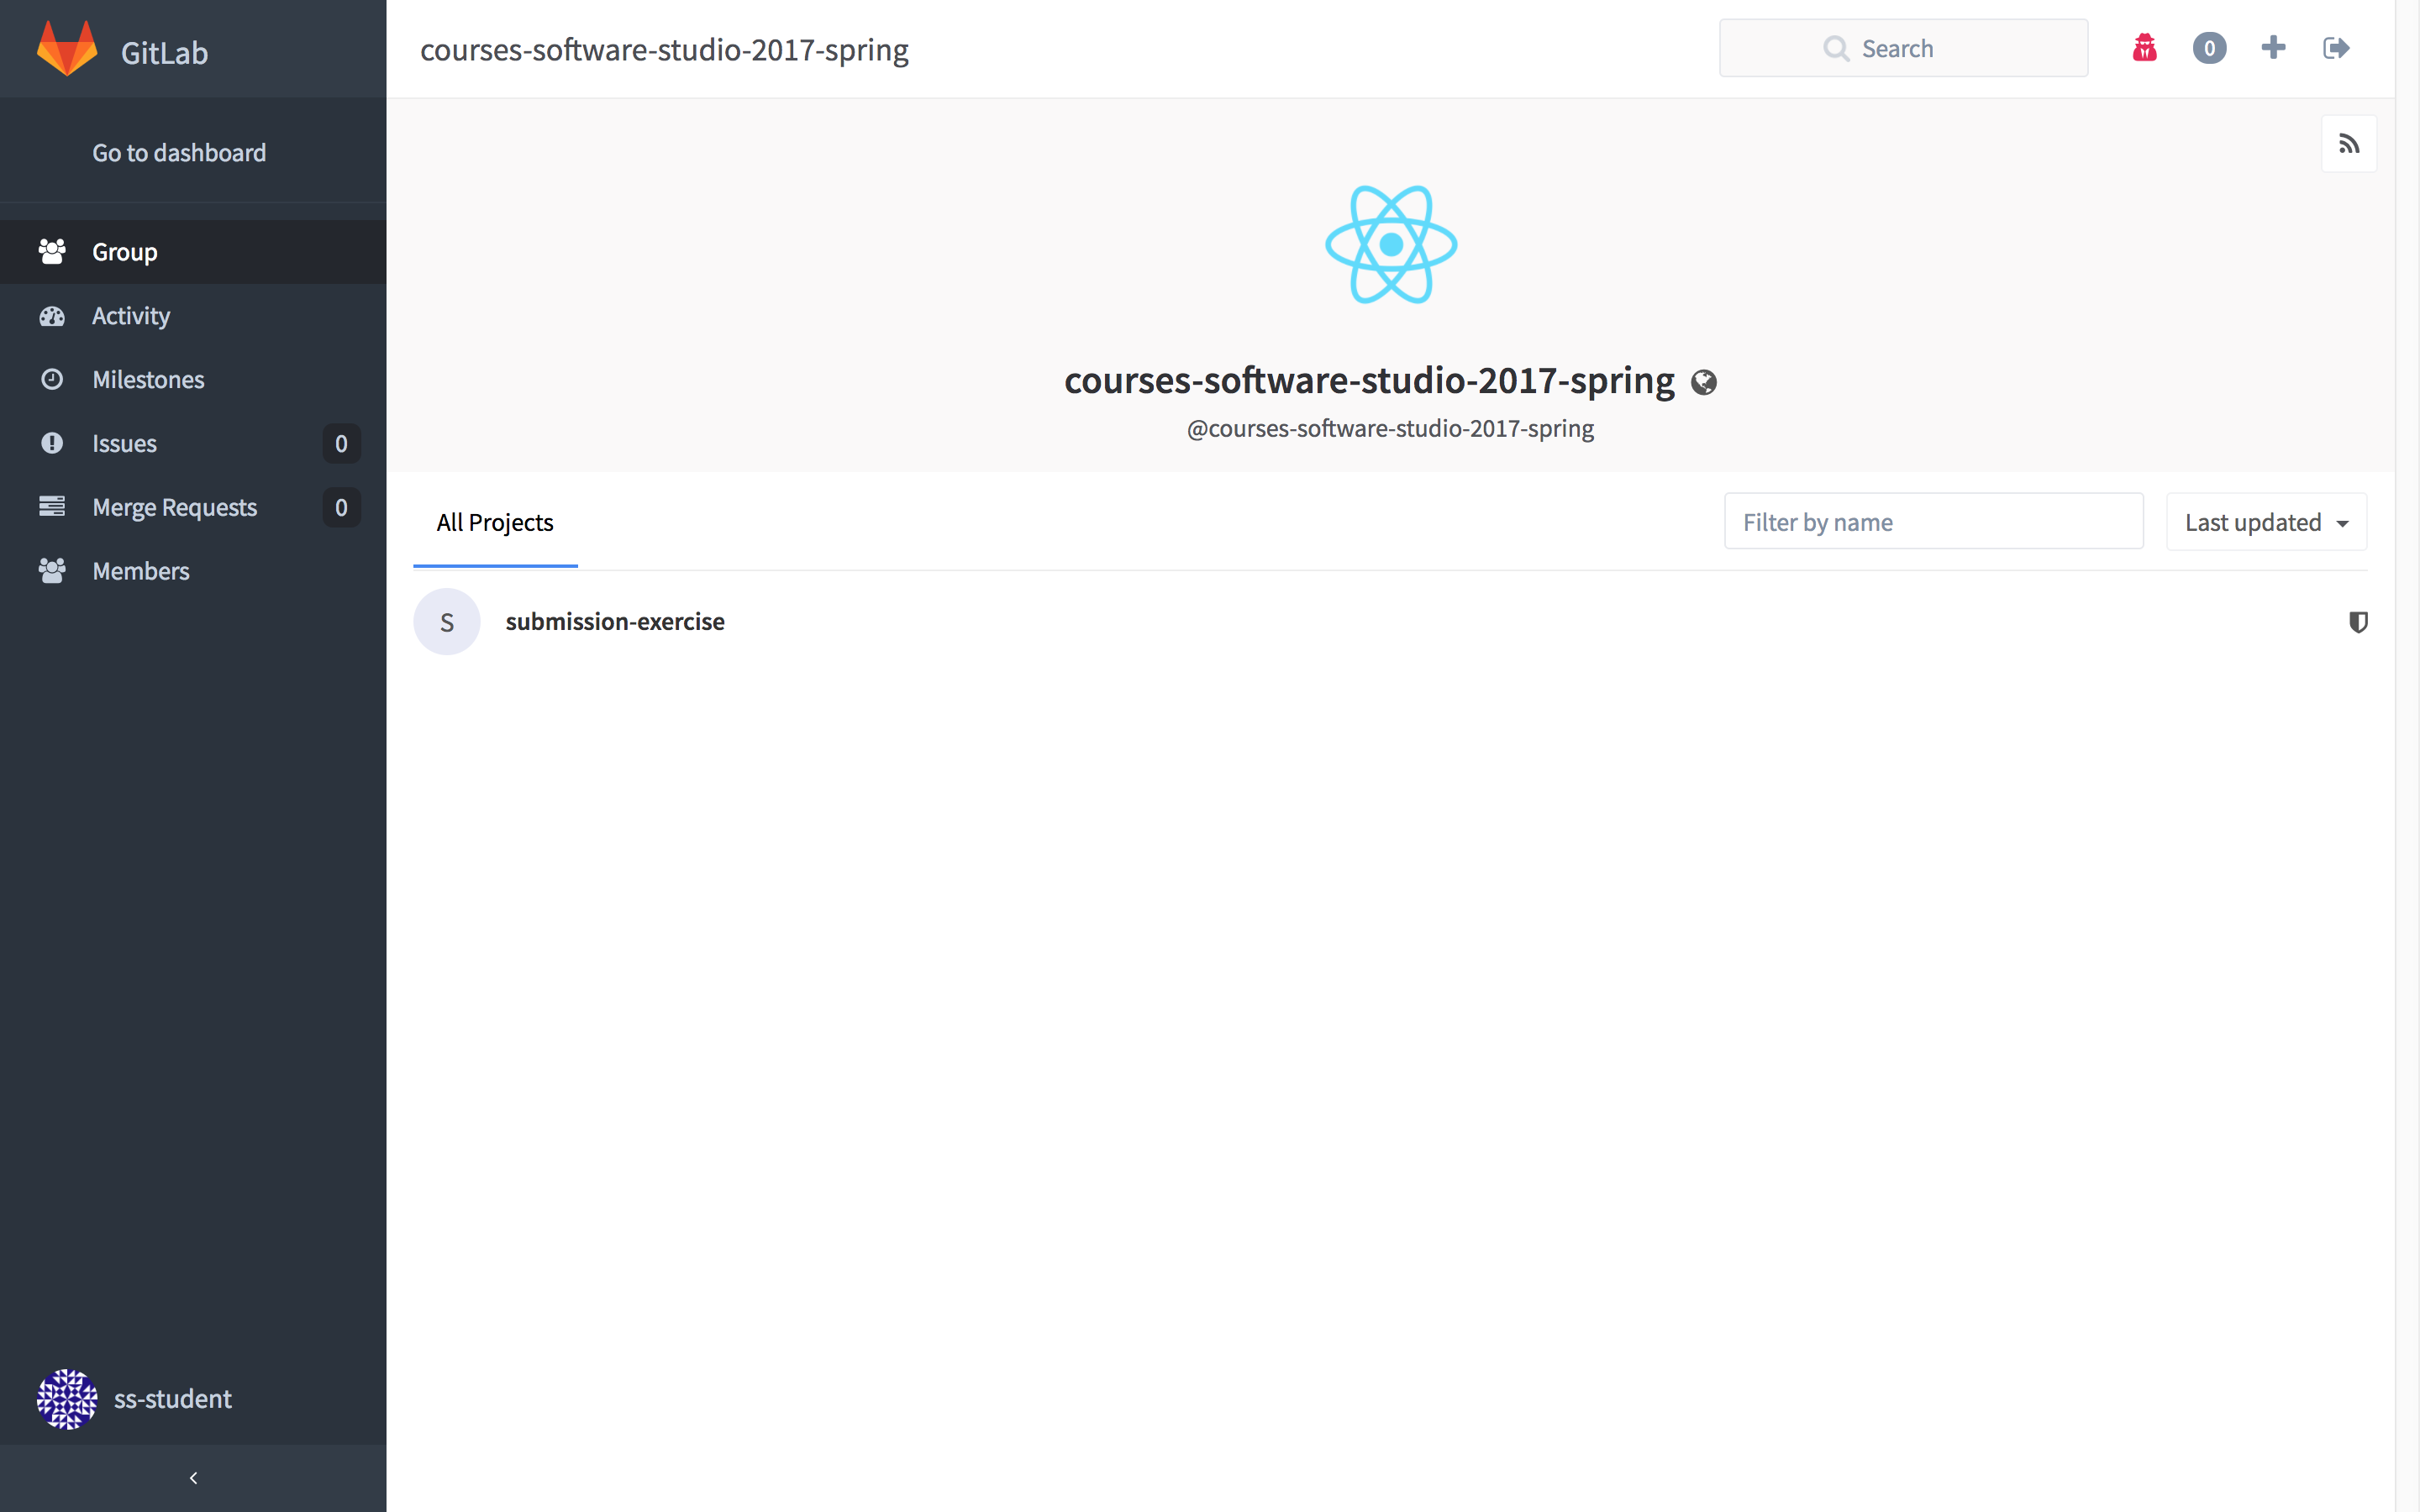 GitLab
courses-software-studio-2017-spring
Search
0
Go to dashboard
Group
Activity
Milestones
Issues 0
Merge Requests 0
Members
courses-software-studio-2017-spring
@courses-software-studio-2017-spring
All Projects
Filter by name
Last updated
S
submission-exercise
ss-student